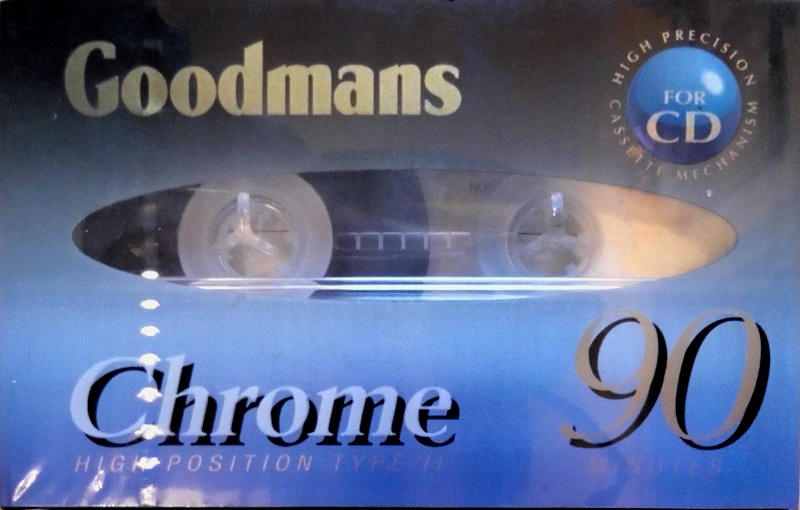 Goodmans
HIGH PRECISION
FOR
CD
CASSETTE MECHANISM
Chrome
90
HIGH POSITION TYPE II
MINUTES